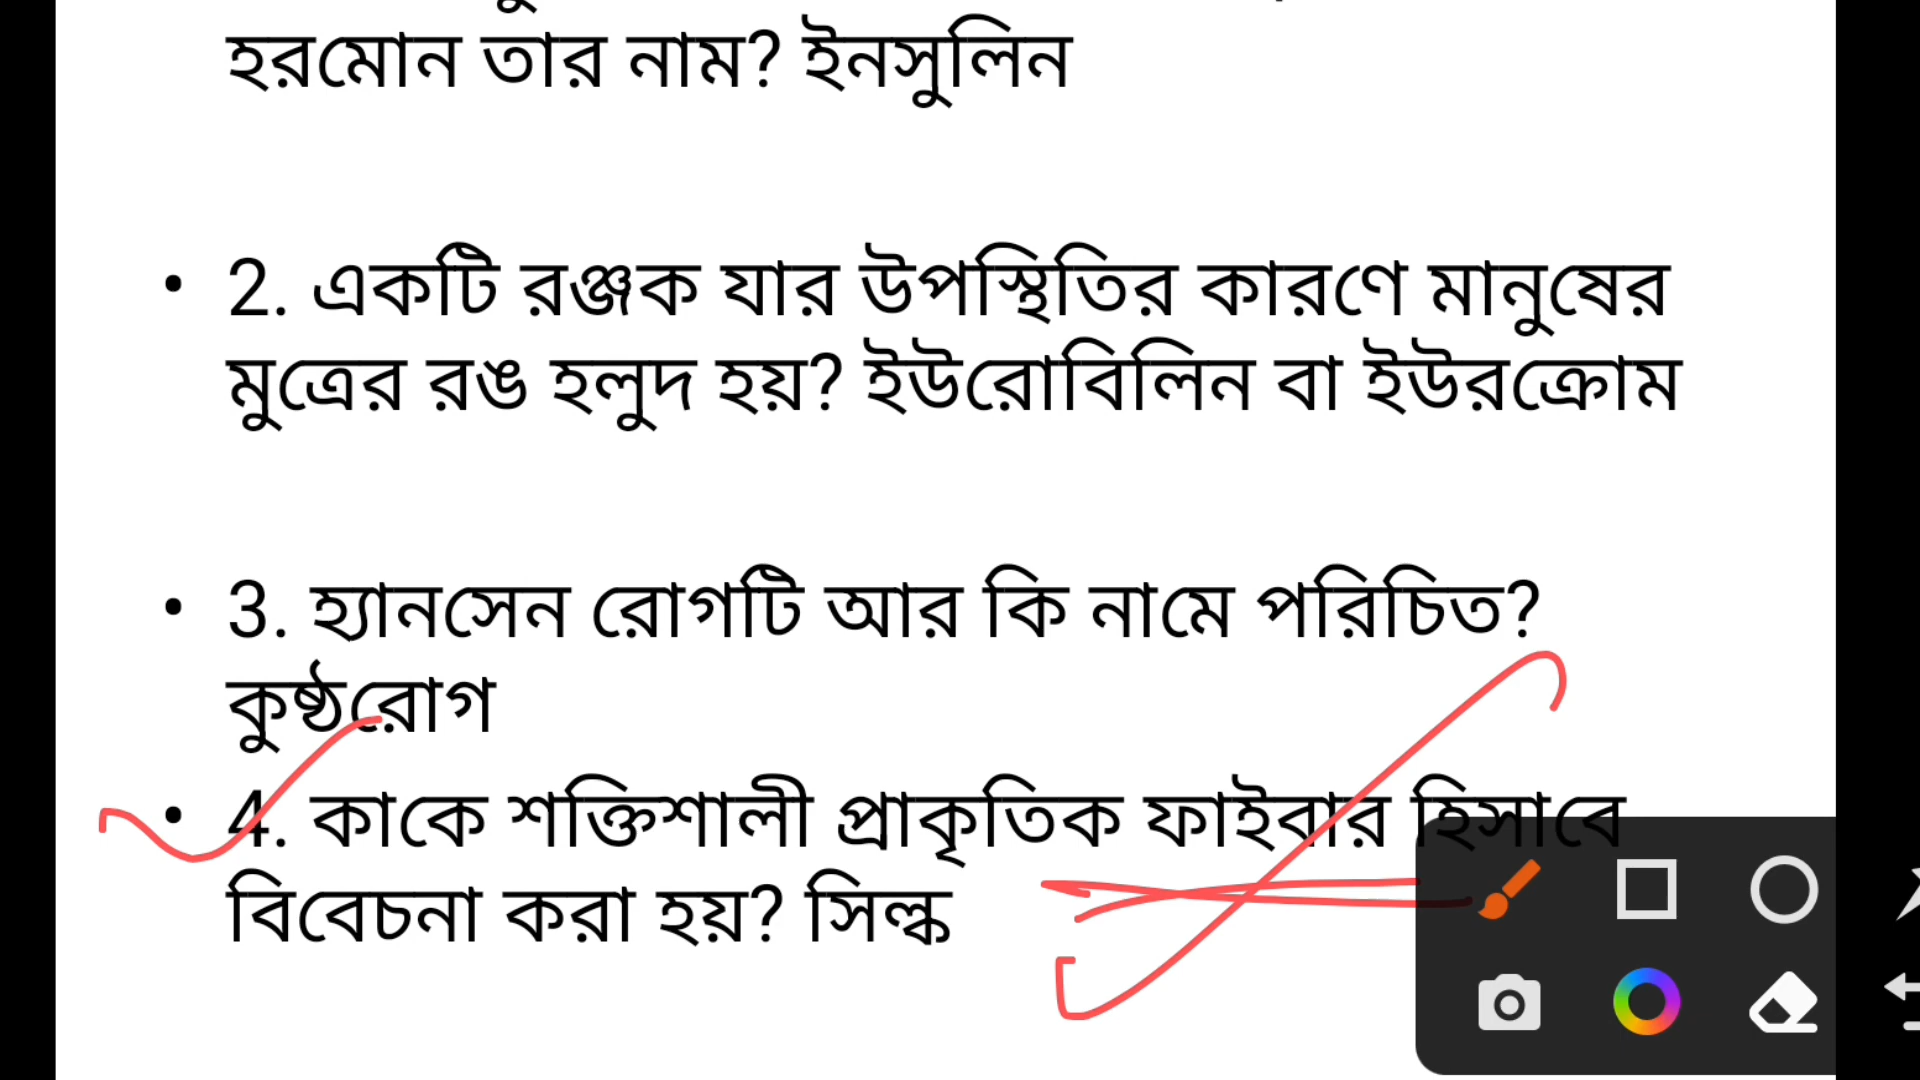 হরমোন তার নাম? ইনসুলিন
• 2. একটি রঞ্জক যার উপস্থিতির কারণে মানুষের
মুত্রের রঙ হলুদ হয়? ইউরোবিলিন বা ইউরক্রোম
• 3. হ্যানসেন রোগটি আর কি নামে পরিচিত?
কুষ্ঠরোগ
• 4. কাকে শক্তিশালী প্রাকৃতিক ফাইবার হিসাবে
বিবেচনা করা হয়? সিল্ক